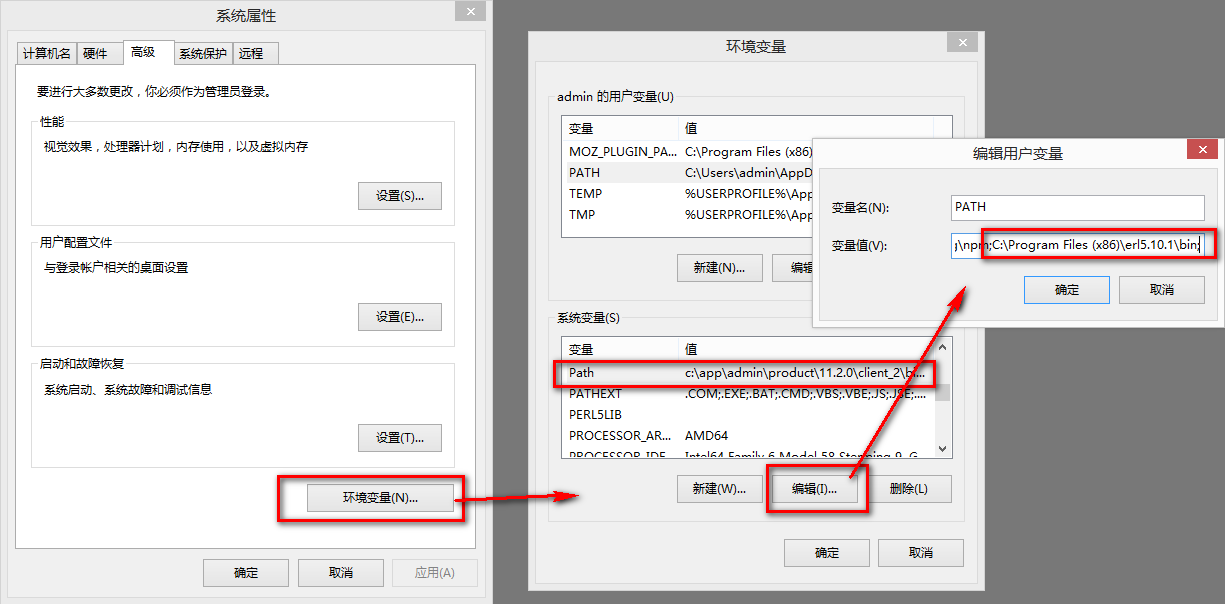 系统属性
计算机名 硬件 高级 系统保护 远程
要进行大多数更改，你必须作为管理员登录。
性能
视觉效果，处理器计划，内存使用，以及虚拟内存
设置(S)...
用户配置文件
与登录帐户相关的桌面设置
设置(E)...
启动和故障恢复
系统启动、系统故障和调试信息
设置(T)...
环境变量(N)...
确定 取消 应用(A)
环境变量
admin 的用户变量(U)
变量 值
MOZ_PLUGIN_PA... C:\Program Files (x86)
PATH C:\Users\admin\AppD
TEMP %USERPROFILE%\App
TMP %USERPROFILE%\App
新建(N)... 编辑
系统变量(S)
变量 值
Path c:\app\admin\product\11.2.0\client_2\bi...
PATHEXT .COM;.EXE;.BAT;.CMD;.VBS;.VBE;.JS;.JSE;....
PERL5LIB
PROCESSOR_AR... AMD64
PROCESSOR_IDE Intel64 Family 6 Model 58 Stepping 9, G
新建(W)... 编辑(I)... 删除(L)
确定 取消
编辑用户变量
变量名(N): PATH
变量值(V): \npm;C:\Program Files (x86)\erl5.10.1\bin;
确定 取消